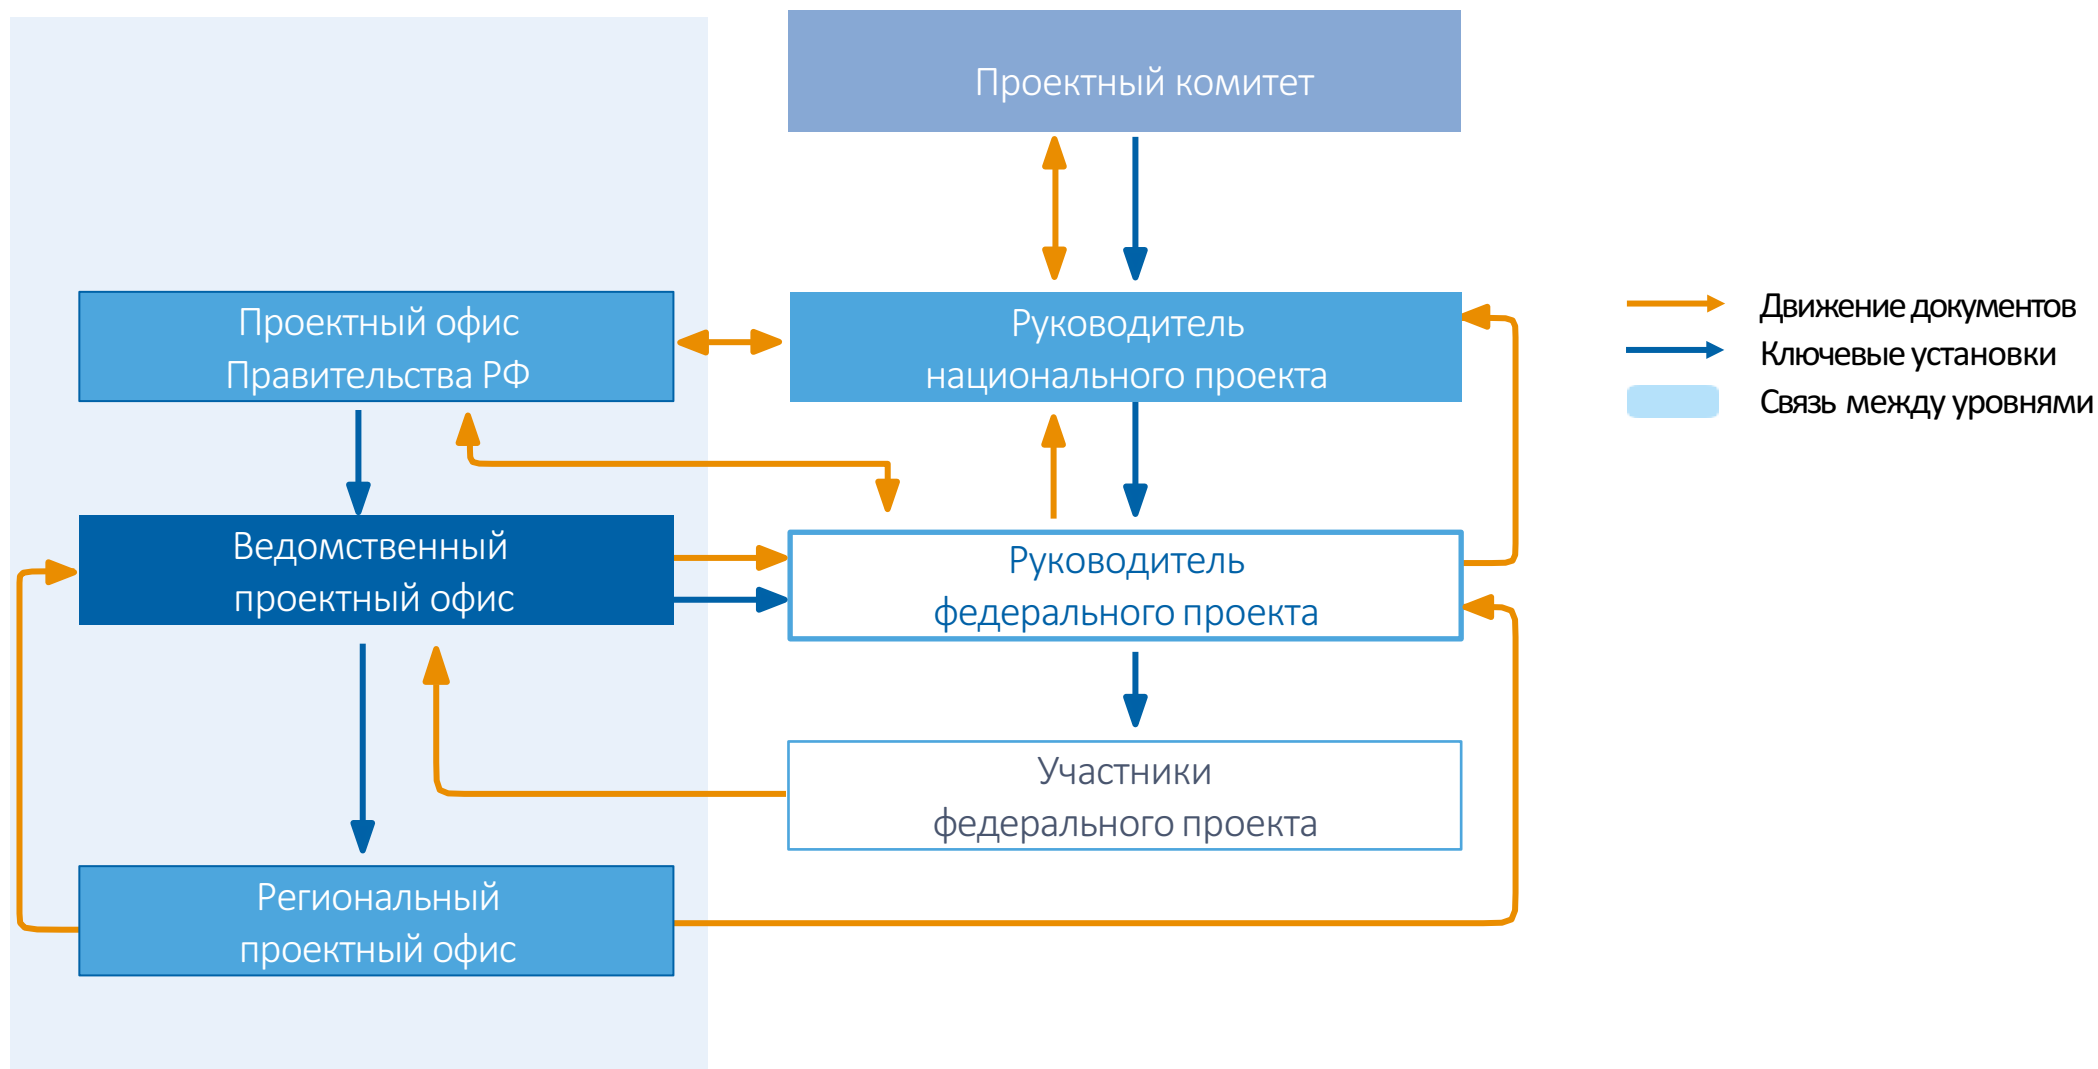 Проектный комитет
Проектный офис
Правительства РФ
Руководитель
национального проекта
Движение документов
Ключевые установки
Связь между уровнями
Ведомственный
проектный офис
Руководитель
федерального проекта
Участники
федерального проекта
Региональный
проектный офис